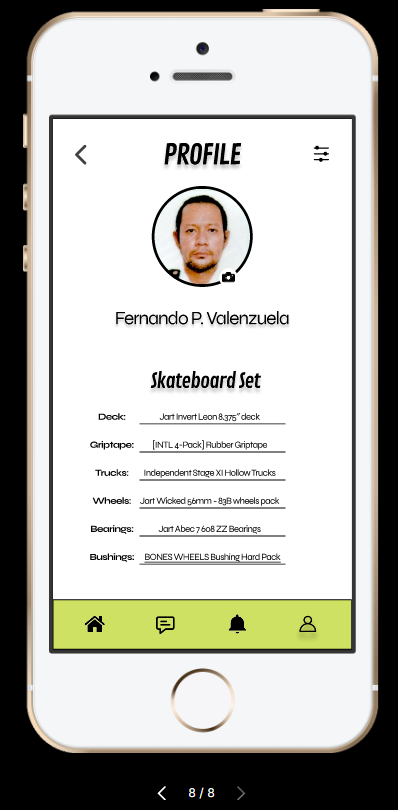 PROFILE
Fernando P. Valenzuela
Skateboard Set
Deck: Jart Invert Leon 8.375" deck
Griptape: [INTL 4-Pack] Rubber Griptape
Trucks: Independent Stage XI Hollow Trucks
Wheels: Jart Wicked 56mm - 83B wheels pack
Bearings: Jart Abec 7 608 ZZ Bearings
Bushings: BONES WHEELS Bushing Hard Pack
8 / 8